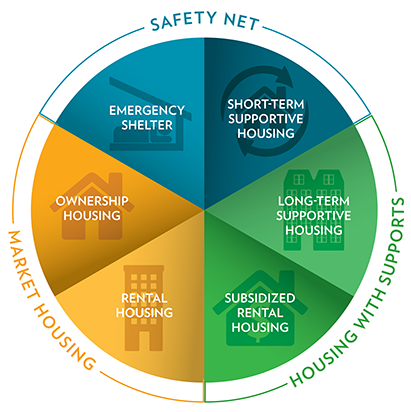 SAFETY NET
EMERGENCY
SHELTER
SHORT-TERM
SUPPORTIVE
HOUSING
OWNERSHIP
HOUSING
LONG-TERM
SUPPORTIVE
HOUSING
RENTAL
HOUSING
SUBSIDIZED
RENTAL
HOUSING
MARKET HOUSING
HOUSING WITH SUPPORTS